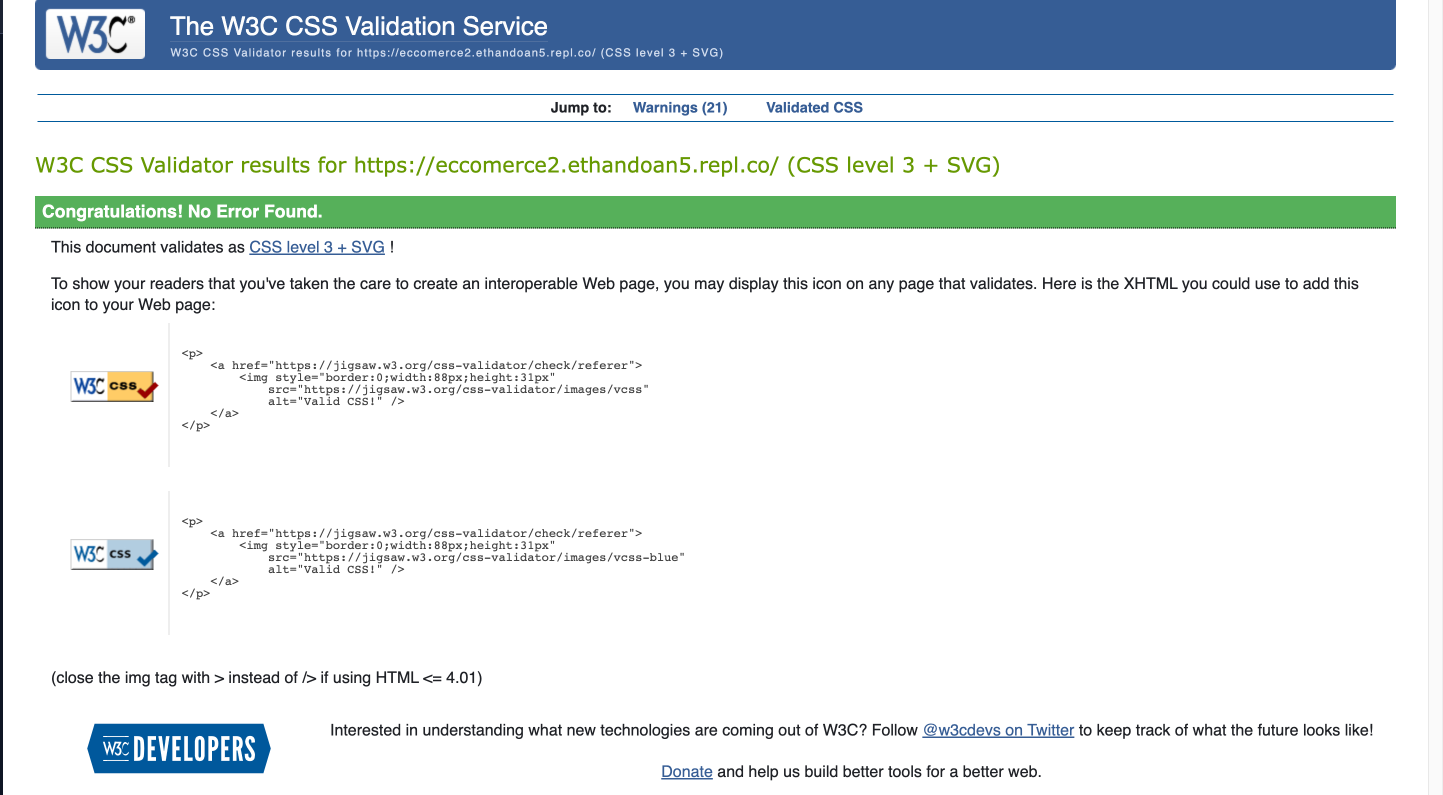 W3C®
The W3C CSS Validation Service
W3C CSS Validator results for https://eccomerce2.ethandoan5.repl.co/ (CSS level 3 + SVG)
Jump to: Warnings (21) Validated CSS
W3C CSS Validator results for https://eccomerce2.ethandoan5.repl.co/ (CSS level 3 + SVG)
Congratulations! No Error Found.
This document validates as CSS level 3 + SVG !
To show your readers that you've taken the care to create an interoperable Web page, you may display this icon on any page that validates. Here is the XHTML you could use to add this
icon to your Web page:
W3C css
<p>
<a href="https://jigsaw.w3.org/css-validator/check/referer">
<img style="border:0;width:88px;height:31px"
src="https://jigsaw.w3.org/css-validator/images/vcss"
alt="Valid CSS!" />
</a>
</p>
W3C css
<p>
<a href="https://jigsaw.w3.org/css-validator/check/referer">
<img style="border:0;width:88px;height:31px"
src="https://jigsaw.w3.org/css-validator/images/vcss-blue"
alt="Valid CSS!" />
</a>
</p>
(close the img tag with > instead of /> if using HTML <= 4.01)
W3C DEVELOPERS
Interested in understanding what new technologies are coming out of W3C? Follow @w3cdevs on Twitter to keep track of what the future looks like!
Donate and help us build better tools for a better web.